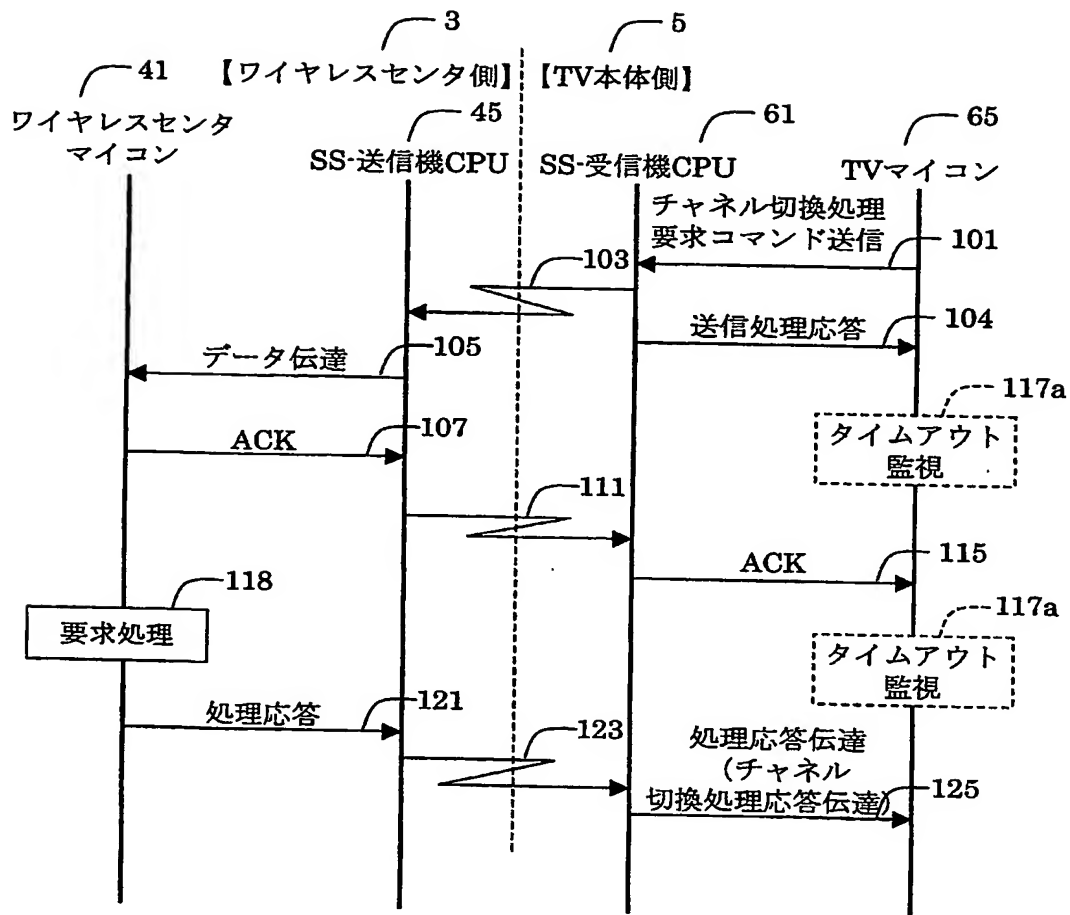 3
5
41
【ワイヤレスセンタ側】
【TV本体側】
ワイヤレスセンタ
マイコン
45
61
65
SS-送信機CPU
SS-受信機CPU
TVマイコン
チャネル切換処理
要求コマンド送信
101
103
送信処理応答
104
データ伝達
105
117a
タイムアウト
監視
ACK
107
111
ACK
115
118
要求処理
117a
タイムアウト
監視
処理応答
121
123
処理応答伝達
(チャネル
切換処理応答伝達)
125